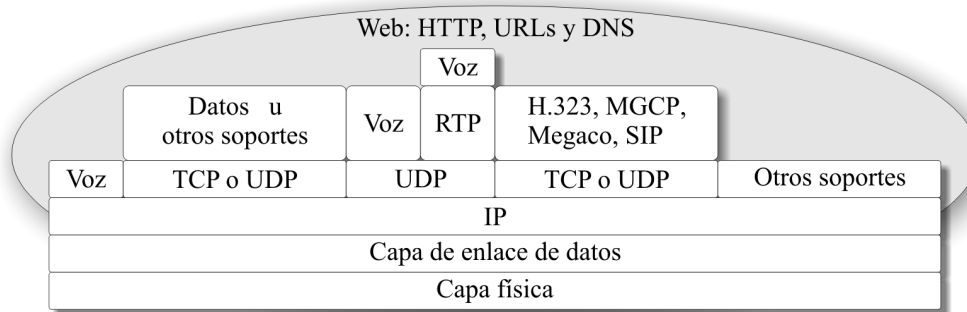 Web: HTTP, URLs y DNS
Voz
Datos u
otros soportes
Voz
RTP
H.323, MGCP,
Megaco, SIP
Voz
TCP o UDP
UDP
TCP o UDP
Otros soportes
IP
Capa de enlace de datos
Capa física